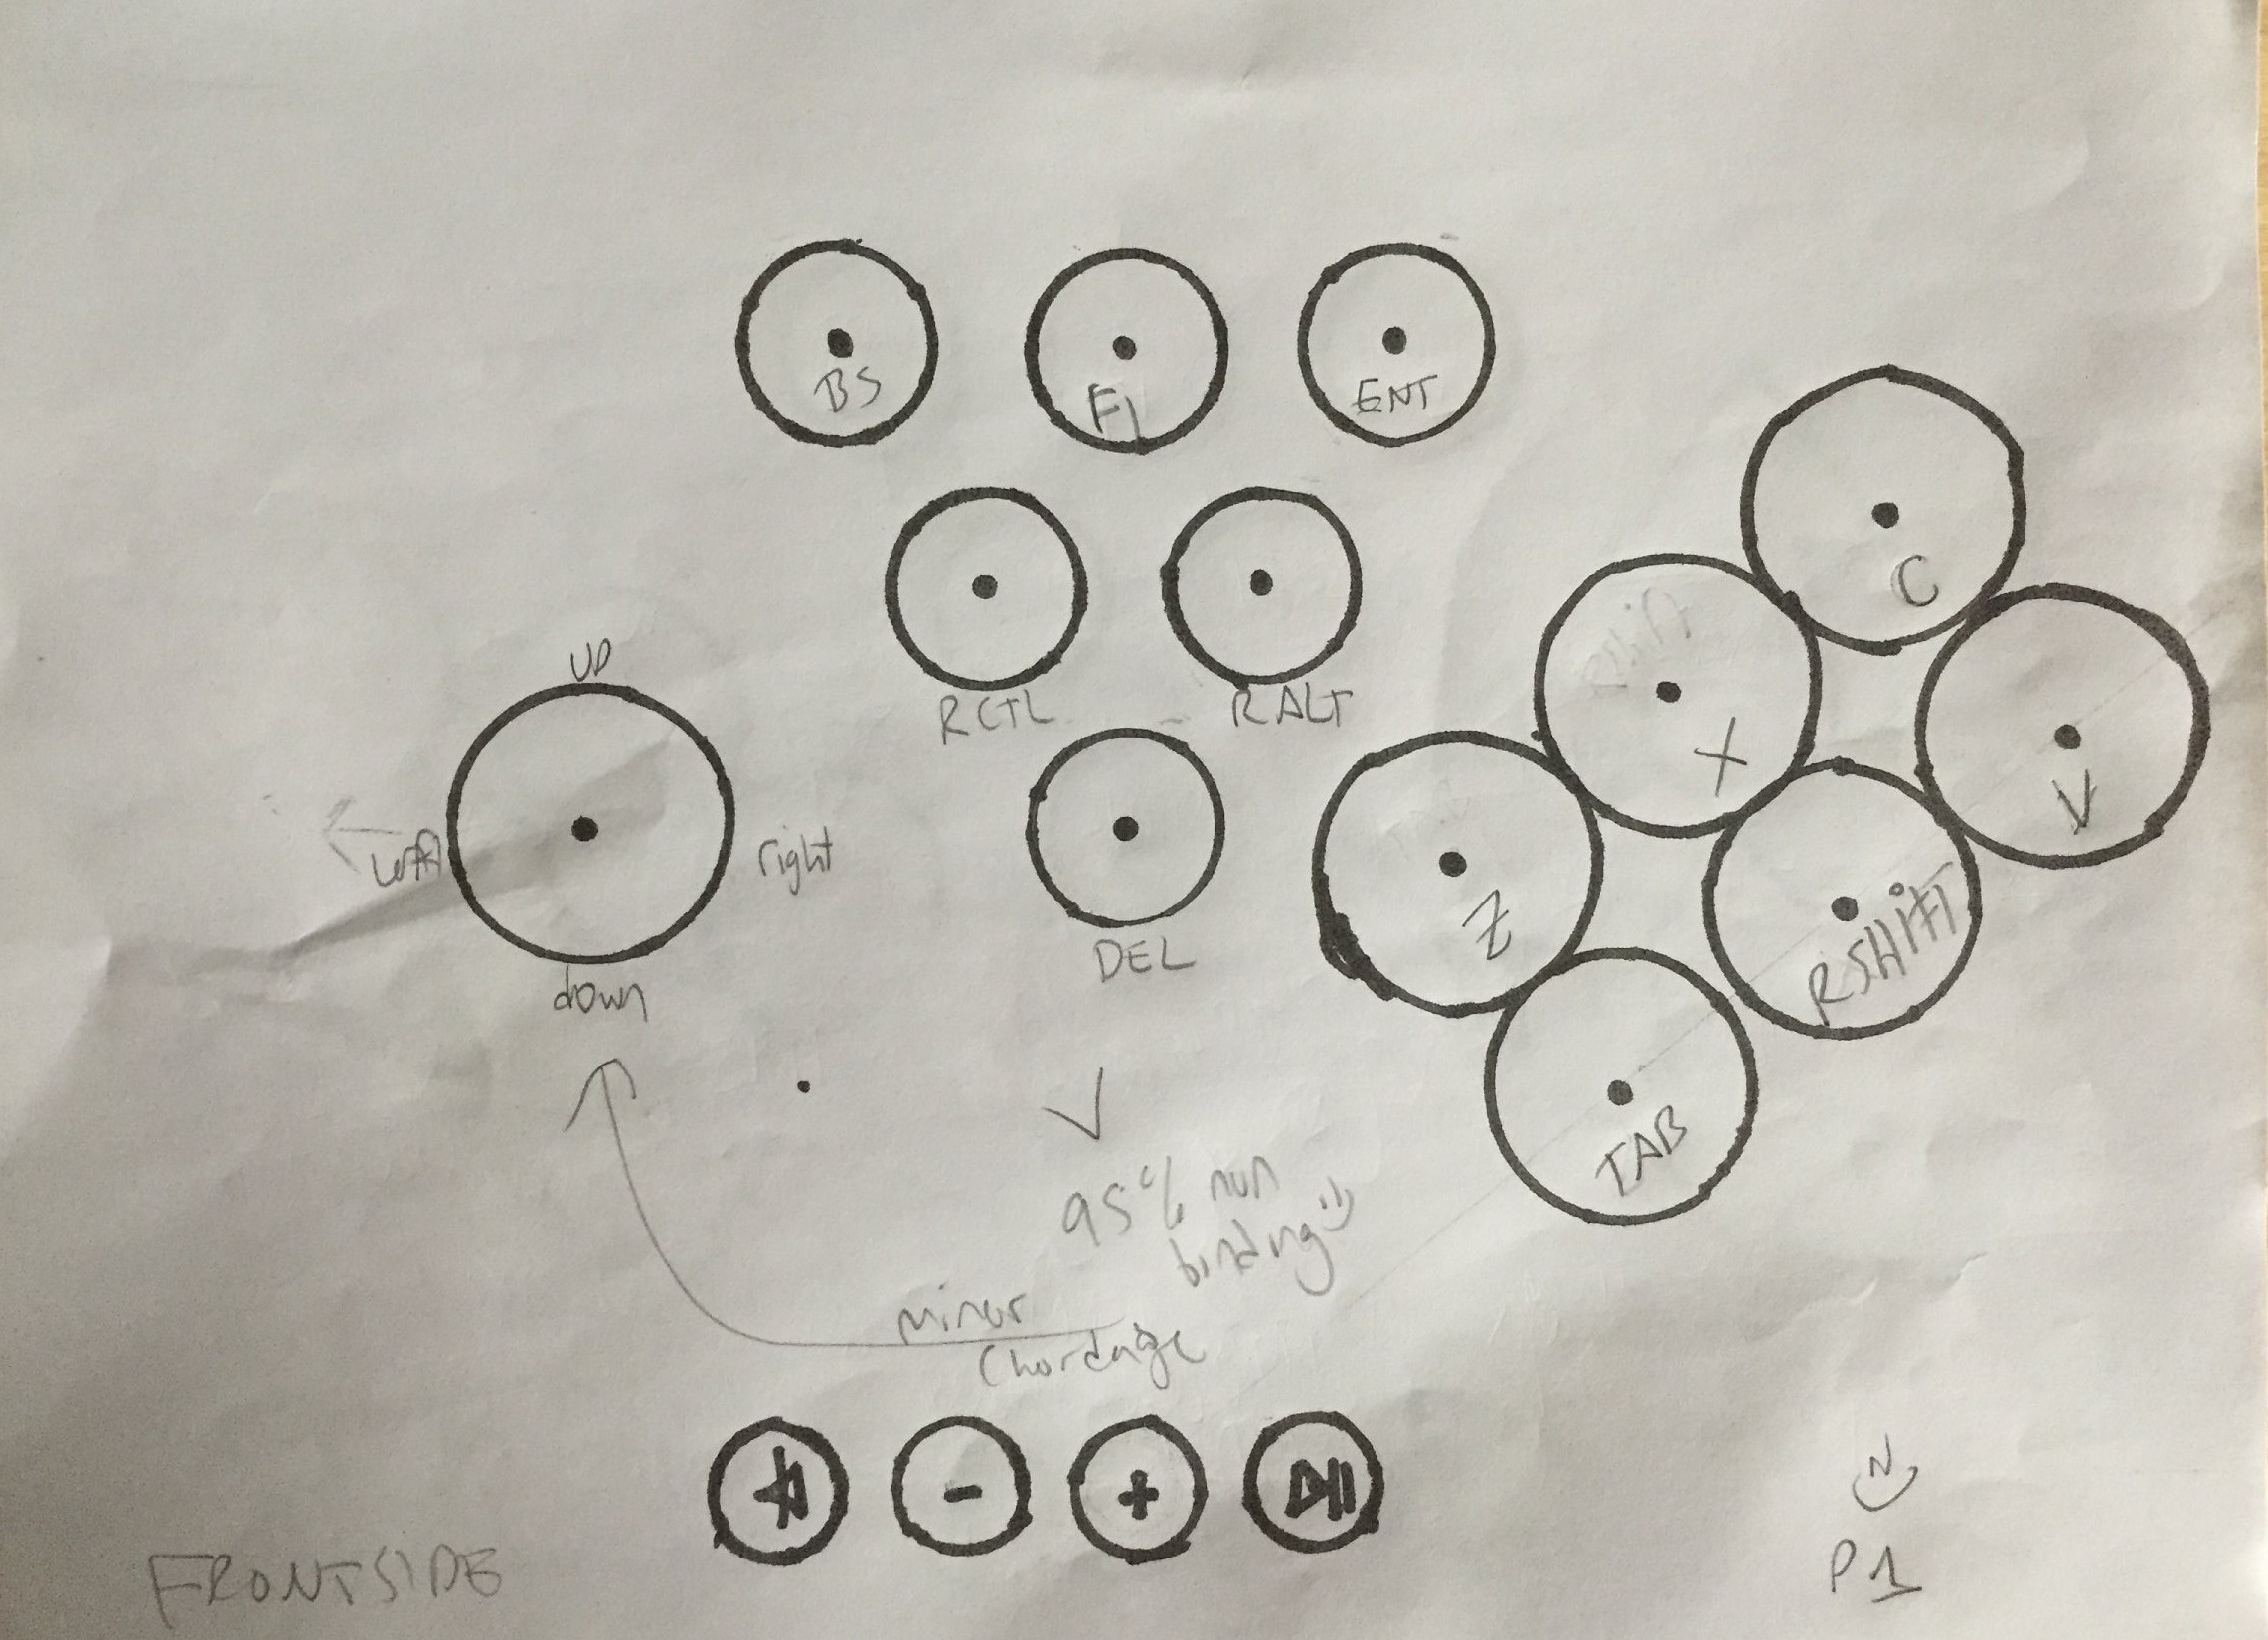 BS
F1
ENT
C
RCTL
RALT
X
V
UP
Left
right
down
DEL
Z
RSHIFT
TAB
95% non
binding
minor
Chordage
-
+
FRONTSIDE
P1